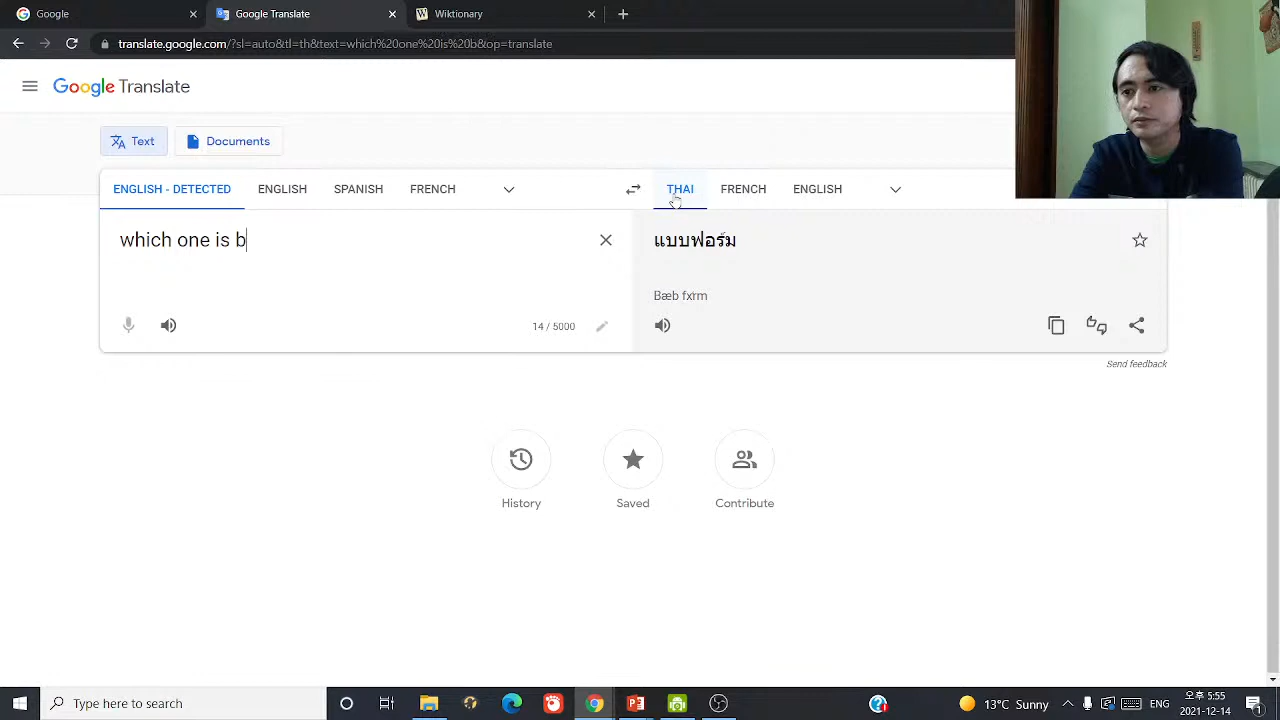 Google
Google Translate
Wiktionary
translate.google.com/?sl=auto&tl=th&text=which%20one%20is%20b&op=translate
Google Translate
Text
Documents
ENGLISH - DETECTED
ENGLISH
SPANISH
FRENCH
THAI
FRENCH
ENGLISH
which one is b
แบบฟอร์ม
Bæb fxr̒m
14 / 5000
Send feedback
History
Saved
Contribute
Type here to search
13°C Sunny
ENG
오후 5:55
2021-12-14
1